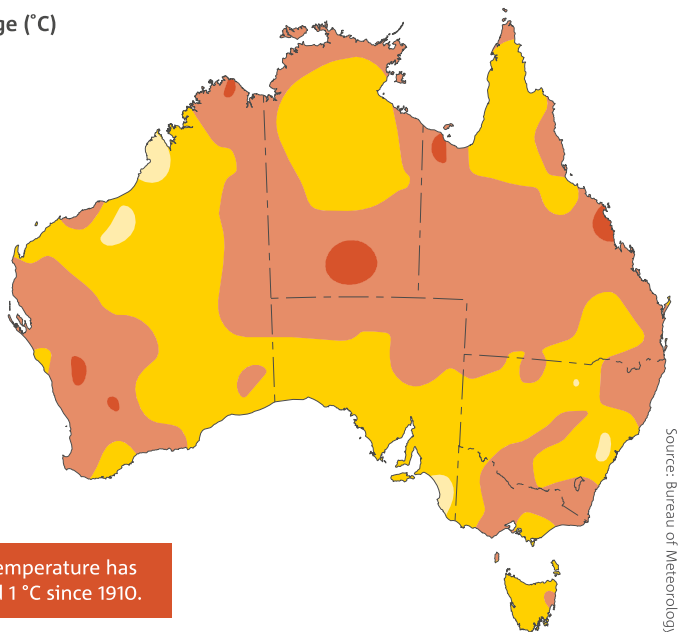 ge (˚C)
Source: Bureau of Meteorology
emperature has
1 ˚C since 1910.